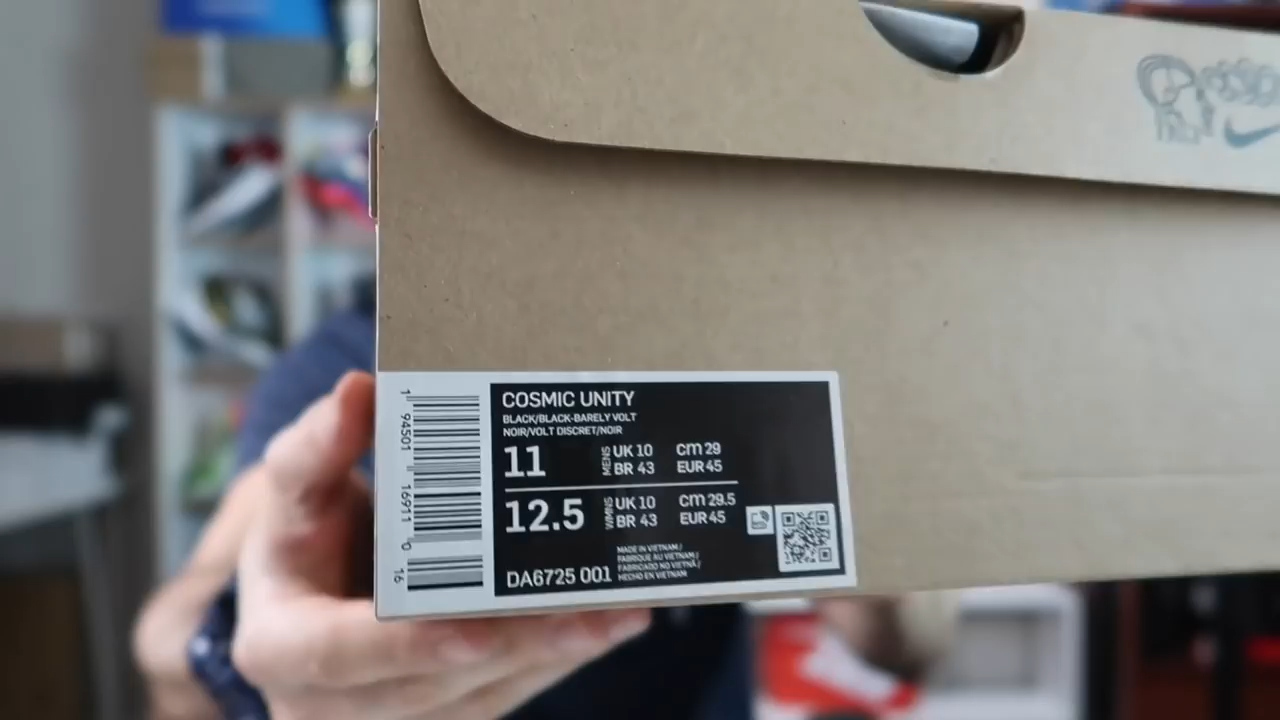 COSMIC UNITY
BLACK/BLACK-BARELY VOLT
NOIR/VOLT DISCRET/NOIR
11 MENS UK 10 cm 29
BR 43 EUR 45
12.5 WMNS UK 10 cm 29.5
BR 43 EUR 45
MADE IN VIETNAM /
FABRIQUE AU VIETNAM /
FABRICADO NO VIETNÃ /
HECHO EN VIETNAM
DA6725 001
1 94501 16911 0 16